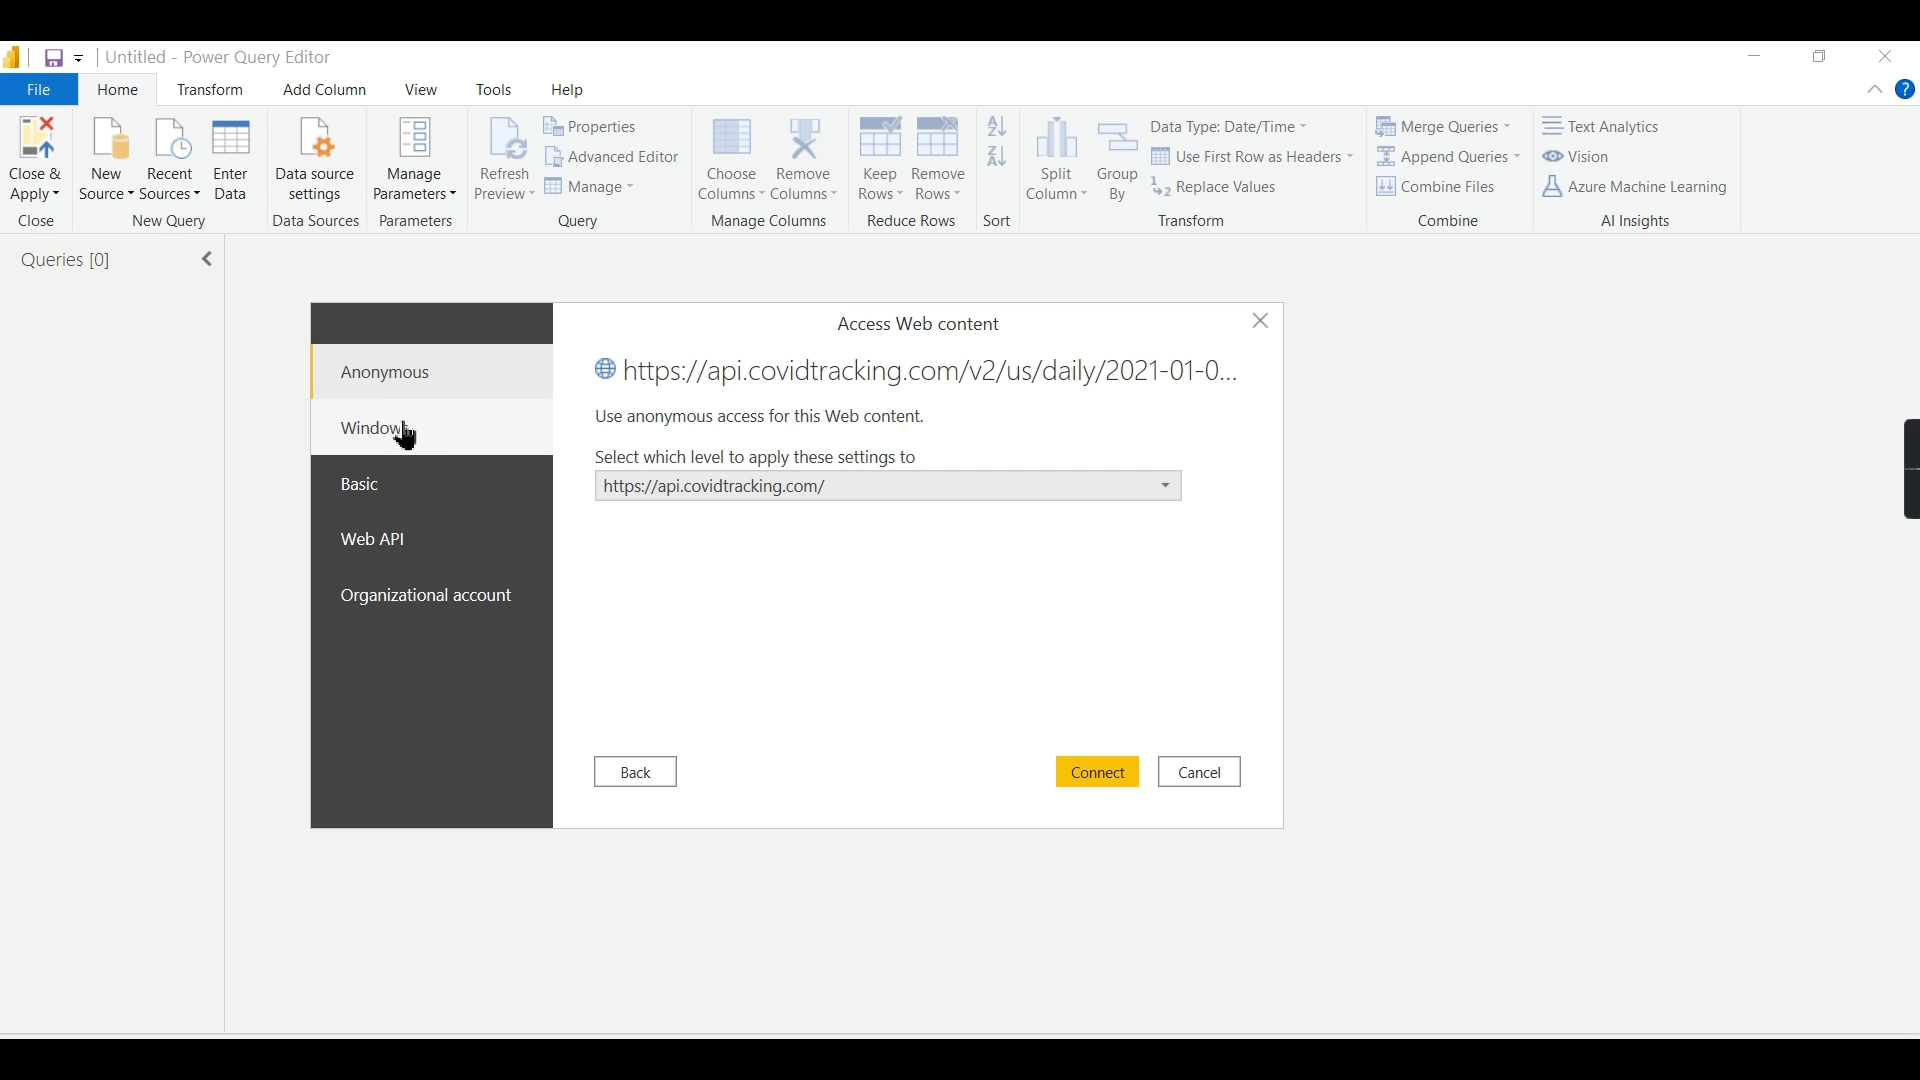 Untitled - Power Query Editor
File Home Transform Add Column View Tools Help
Close & Apply
New Source
Recent Sources
Enter Data
Data source settings
Manage Parameters
Refresh Preview
Properties
Advanced Editor
Manage
Choose Columns
Remove Columns
Keep Rows
Remove Rows
Split Column
Group By
Data Type: Date/Time
Use First Row as Headers
Replace Values
Merge Queries
Append Queries
Combine Files
Text Analytics
Vision
Azure Machine Learning
Close New Query Data Sources Parameters Query Manage Columns Reduce Rows Sort Transform Combine AI Insights
Queries [0]
Access Web content
Anonymous
Windows
Basic
Web API
Organizational account
https://api.covidtracking.com/v2/us/daily/2021-01-0...
Use anonymous access for this Web content.
Select which level to apply these settings to
https://api.covidtracking.com/
Back Connect Cancel